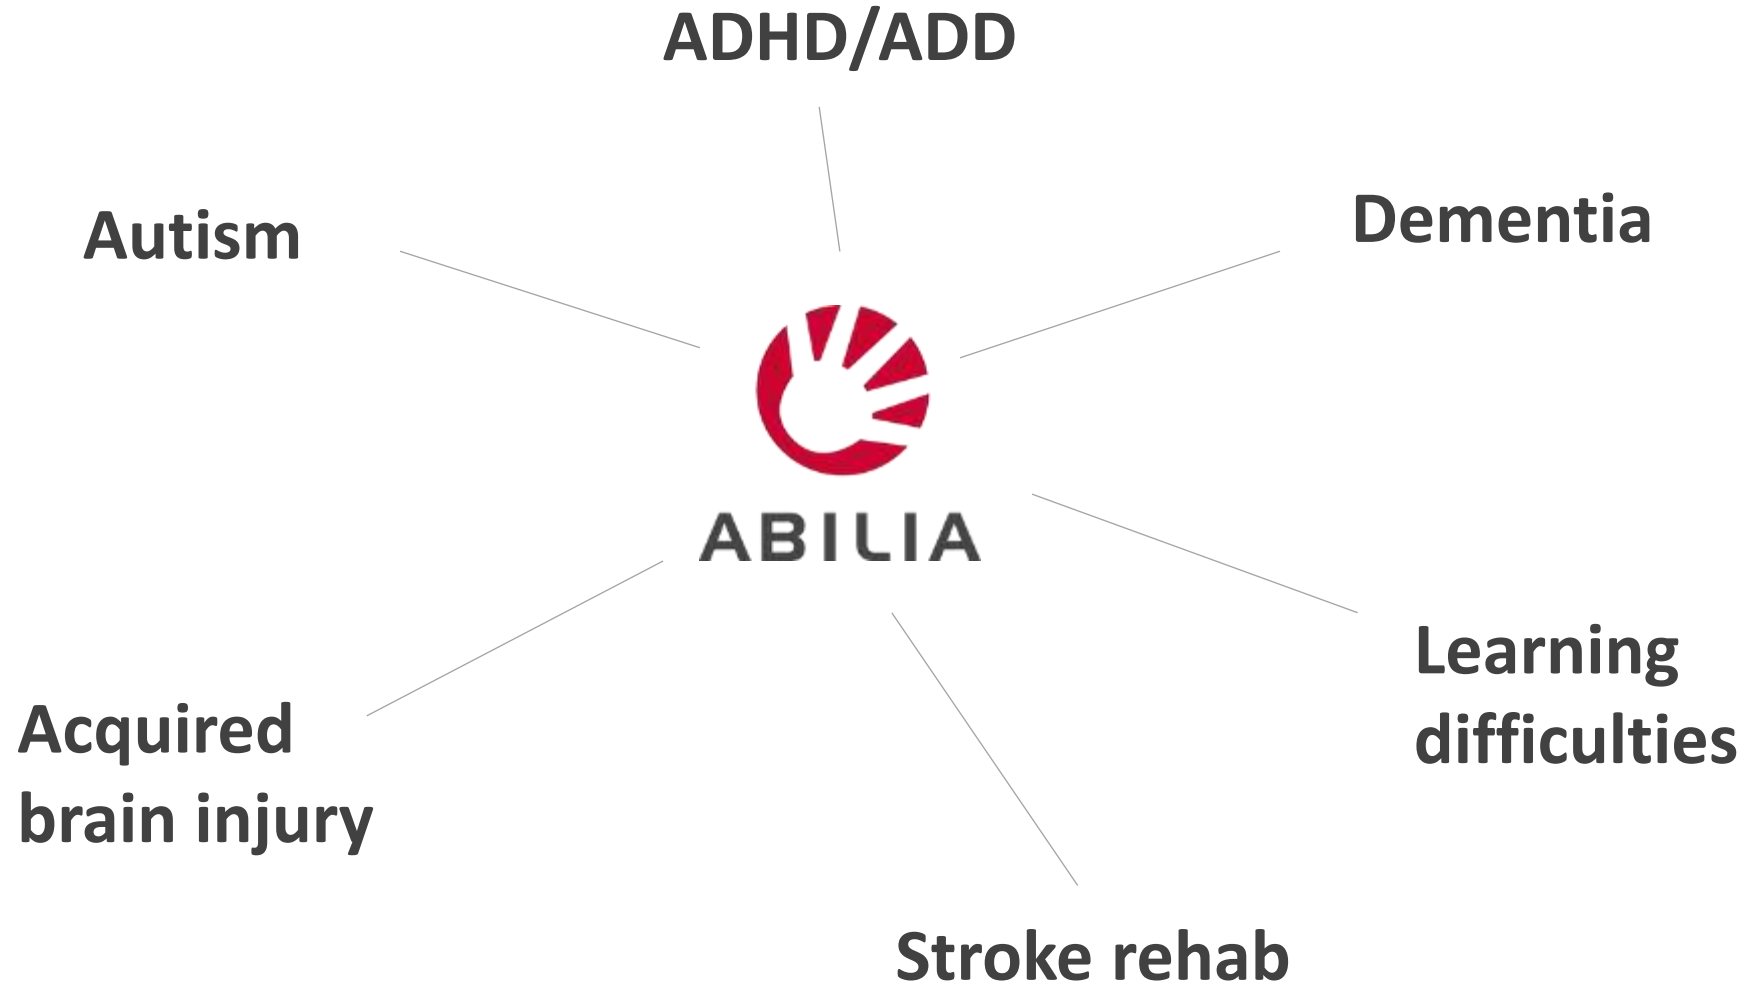 ADHD/ADD
Autism
Dementia
ABILIA
Learning
difficulties
Acquired
brain injury
Stroke rehab